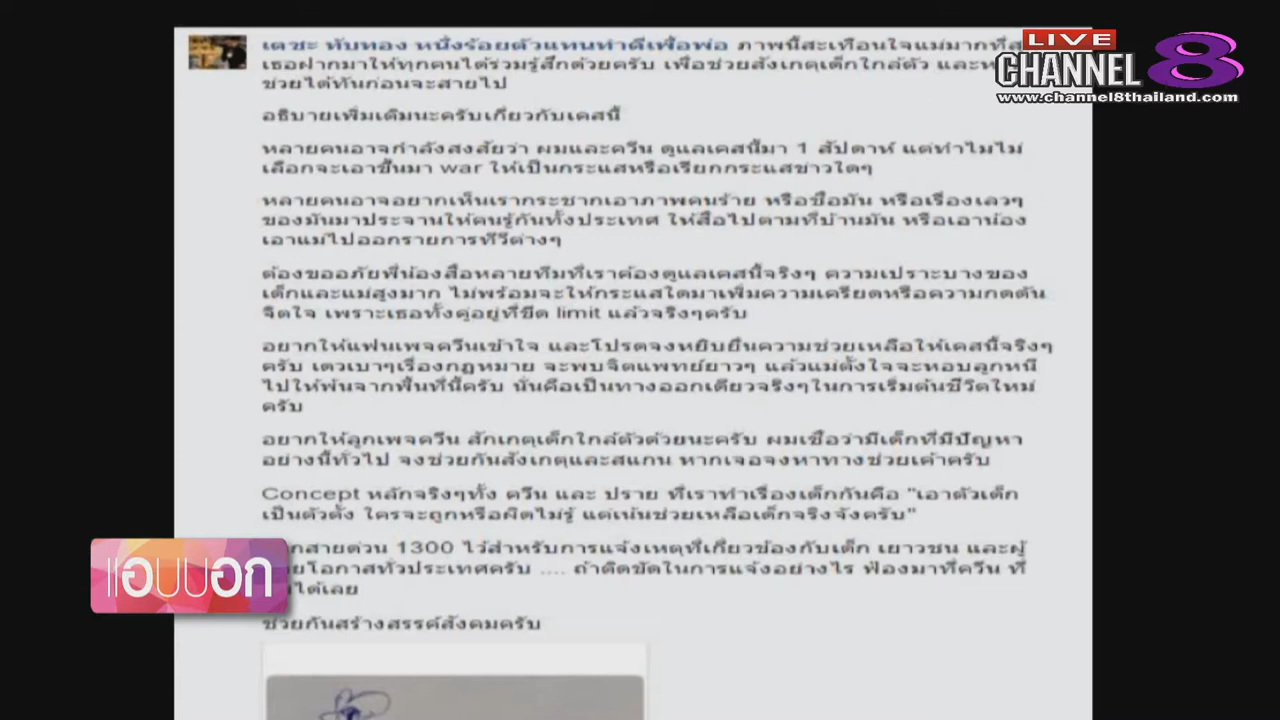 LIVE
CHANNEL 8
www.channel8thailand.com
เตชะ ทับทอง หนึ่งร้อยตัวแทนทำดีเพื่อพ่อ ภาพนี้สะเทือนใจแม่มากที่
เธอฝากมาให้ทุกคนได้ร่วมรู้สึกด้วยครับ เพื่อช่วยสังเกตุเด็กใกล้ตัว และ
ช่วยได้ทันก่อนจะสายไป
อธิบายเพิ่มเติมนะครับเกี่ยวกับเคสนี้
หลายคนอาจกำลังสงสัยว่า ผมและควีน ดูแลเคสนี้มา 1 สัปดาห์ แต่ทำไมไม่
เลือกจะเอาขึ้นมา war ให้เป็นกระแสหรือเรียกกระแสข่าวใดๆ
หลายคนอาจอยากเห็นเรากระชากเอาภาพคนร้าย หรือชื่อมัน หรือเรื่องเลวๆ
ของมันมาประจานให้คนรู้กันทั้งประเทศ ให้สื่อไปตามที่บ้านมัน หรือเอาน้อง
เอาแม่ไปออกรายการทีวีต่างๆ
ต้องขออภัยพี่น้องสื่อหลายทีมที่เราต้องดูแลเคสนี้จริงๆ ความเปราะบางของ
เด็กและแม่สูงมาก ไม่พร้อมจะให้กระแสใดมาเพิ่มความเครียดหรือความกดดัน
จิตใจ เพราะเธอทั้งคู่อยู่ที่ขีด limit แล้วจริงๆครับ
อยากให้แฟนเพจควีนเข้าใจ และโปรดจงหยิบยื่นความช่วยเหลือให้เคสนี้จริงๆ
ครับ เดวเบาๆเรื่องกฎหมาย จะพบจิตแพทย์ยาวๆ แล้วแม่ตั้งใจจะหอบลูกหนี
ไปให้พ้นจากพื้นที่นี้ครับ นั่นคือเป็นทางออกเดียวจริงๆในการเริ่มต้นชีวิตใหม่
ครับ
อยากให้ลูกเพจควีน สักเกตุเด็กใกล้ตัวด้วยนะครับ ผมเชื่อว่ามีเด็กที่มีปัญหา
อย่างนี้ทั่วไป จงช่วยกันสังเกตุและสแกน หากเจอจงหาทางช่วยเค้าครับ
Concept หลักจริงๆทั้ง ควีน และ ปราย ที่เราทำเรื่องเด็กกันคือ "เอาตัวเด็ก
เป็นตัวตั้ง ใครจะถูกหรือผิดไม่รู้ แต่เน้นช่วยเหลือเด็กจริงจังครับ"
สายด่วน 1300 ไว้สำหรับการแจ้งเหตุที่เกี่ยวข้องกับเด็ก เยาวชน และผู้
โอกาสทั่วประเทศครับ .... ถ้าติดขัดในการแจ้งอย่างไร ฟ้องมาที่ควีน ที่
ได้เลย
แอบบอก
ช่วยกันสร้างสรรค์สังคมครับ